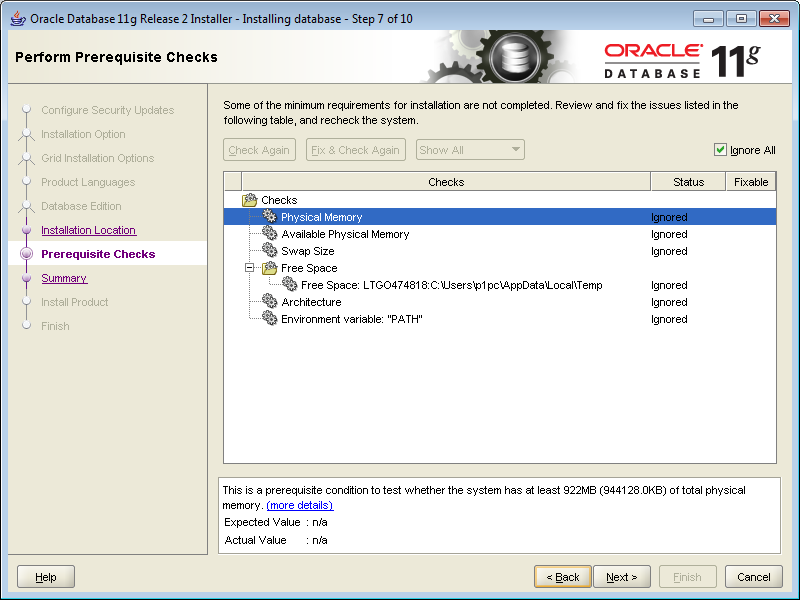 Oracle Database 11g Release 2 Installer - Installing database - Step 7 of 10
Perform Prerequisite Checks
ORACLE
DATABASE
11g
Configure Security Updates
Installation Option
Grid Installation Options
Product Languages
Database Edition
Installation Location
Prerequisite Checks
Summary
Install Product
Finish
Some of the minimum requirements for installation are not completed. Review and fix the issues listed in the
following table, and recheck the system.
Check Again Fix & Check Again Show All Ignore All
Checks Status Fixable
Checks
Physical Memory Ignored
Available Physical Memory Ignored
Swap Size Ignored
Free Space
Free Space: LTGO474818:C:\Users\p1pc\AppData\Local\Temp Ignored
Architecture Ignored
Environment variable: "PATH" Ignored
This is a prerequisite condition to test whether the system has at least 922MB (944128.0KB) of total physical
memory. (more details)
Expected Value : n/a
Actual Value : n/a
Help < Back Next > Finish Cancel